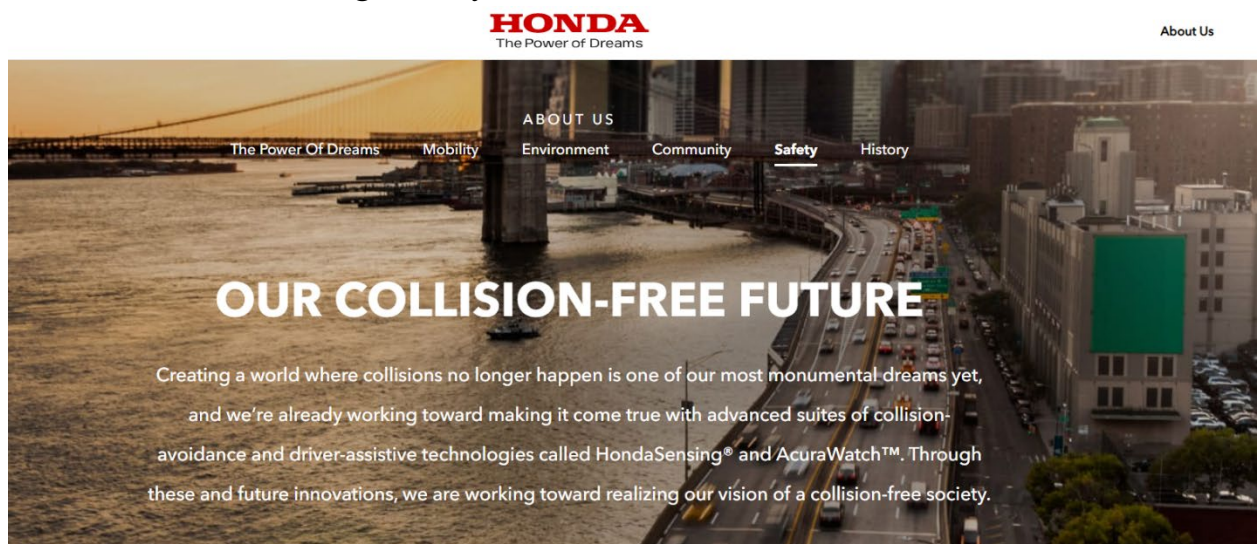 HONDA
The Power of Dreams
About Us
ABOUT US
The Power Of Dreams Mobility Environment Community Safety History
OUR COLLISION-FREE FUTURE
Creating a world where collisions no longer happen is one of our most monumental dreams yet,
and we’re already working toward making it come true with advanced suites of collision-
avoidance and driver-assistive technologies called HondaSensing® and AcuraWatch™. Through
these and future innovations, we are working toward realizing our vision of a collision-free society.